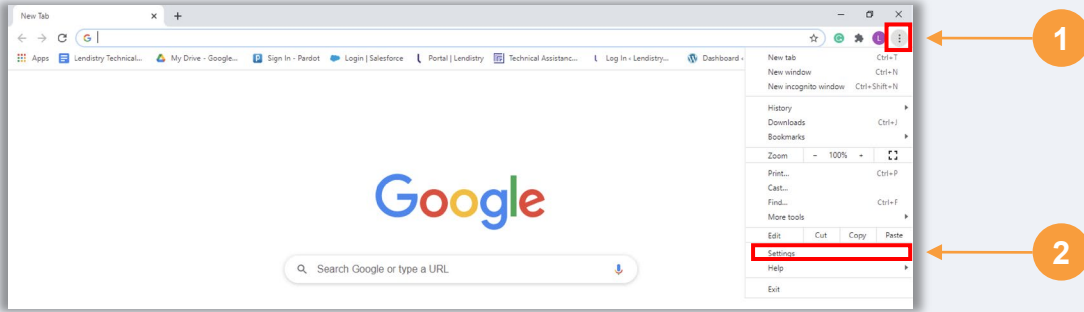 New Tab
Apps Lendistry Technical... My Drive - Google... Sign In - Pardot Login | Salesforce Portal | Lendistry Technical Assistanc... Log In ‹ Lendistry... Dashboard ‹
New tab Ctrl+T
New window Ctrl+N
New incognito window Ctrl+Shift+N
History
Downloads Ctrl+J
Bookmarks
Zoom - 100% +
Print... Ctrl+P
Cast...
Find... Ctrl+F
More tools
Edit Cut Copy Paste
Settings
Help
Exit
Google
Search Google or type a URL
1
2